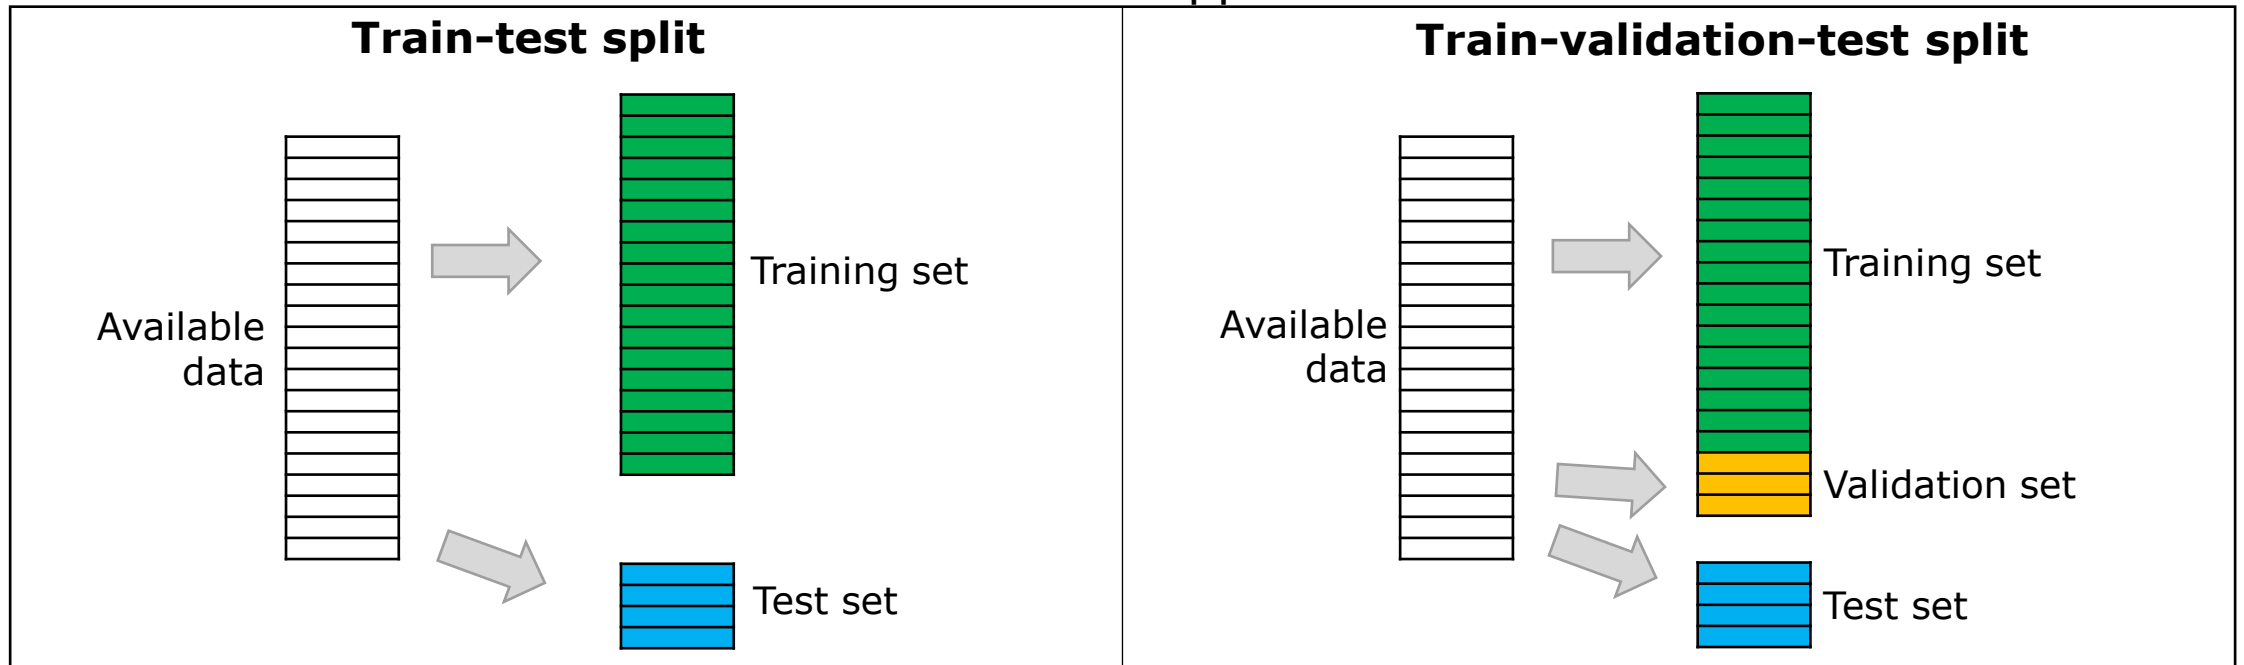 Train-test split
Available
data
Training set
Test set
Train-validation-test split
Available
data
Training set
Validation set
Test set